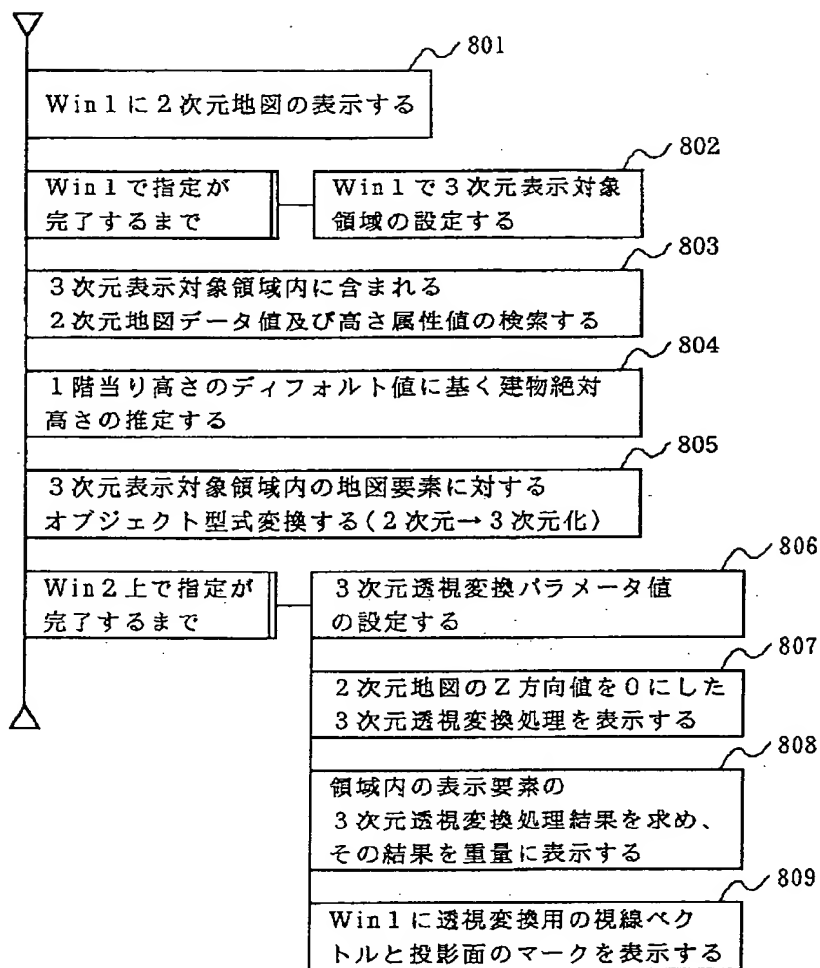 801
Win1に2次元地図の表示する
802
Win1で指定が
完了するまで
Win1で3次元表示対象
領域の設定する
803
3次元表示対象領域内に含まれる
2次元地図データ値及び高さ属性値の検索する
804
1階当り高さのディフォルト値に基く建物絶対
高さの推定する
805
3次元表示対象領域内の地図要素に対する
オブジェクト型式変換する(2次元→3次元化)
806
Win2上で指定が
完了するまで
3次元透視変換パラメータ値
の設定する
807
2次元地図のZ方向値を0にした
3次元透視変換処理を表示する
808
領域内の表示要素の
3次元透視変換処理結果を求め、
その結果を重量に表示する
809
Win1に透視変換用の視線ベク
トルと投影面のマークを表示する